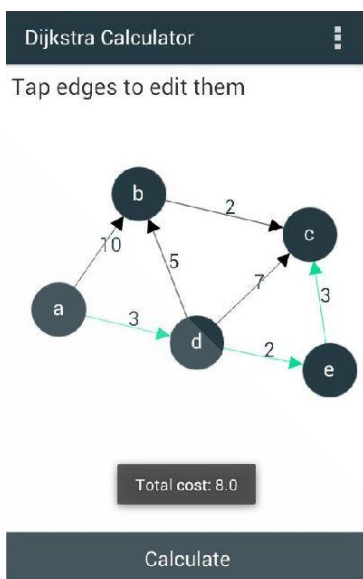 Dijkstra Calculator
Tap edges to edit them
b
2
c
10
5
7
3
a
3
d
2
e
Total cost: 8.0
Calculate